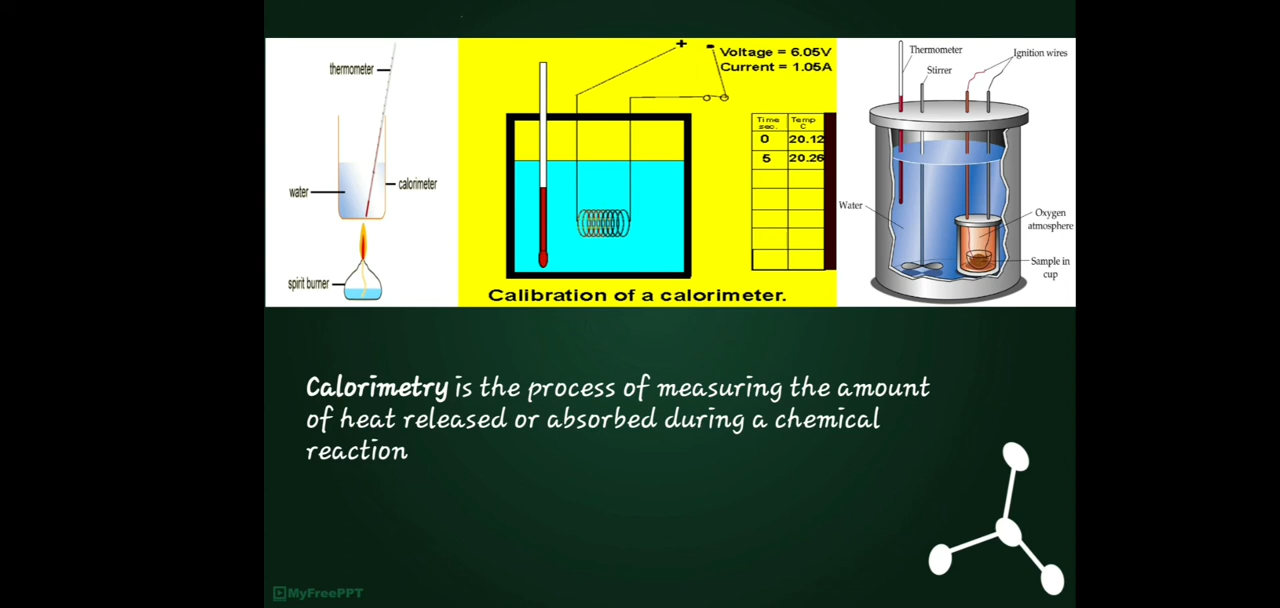 thermometer
water
calorimeter
spirit burner
+
Voltage = 6.05V
Current = 1.05A
Time Temp
sec. C
0 20.12
5 20.26
Calibration of a calorimeter.
Thermometer
Stirrer
Ignition wires
Water
Oxygen
atmosphere
Sample in
cup
Calorimetry is the process of measuring the amount
of heat released or absorbed during a chemical
reaction
MyFreePPT